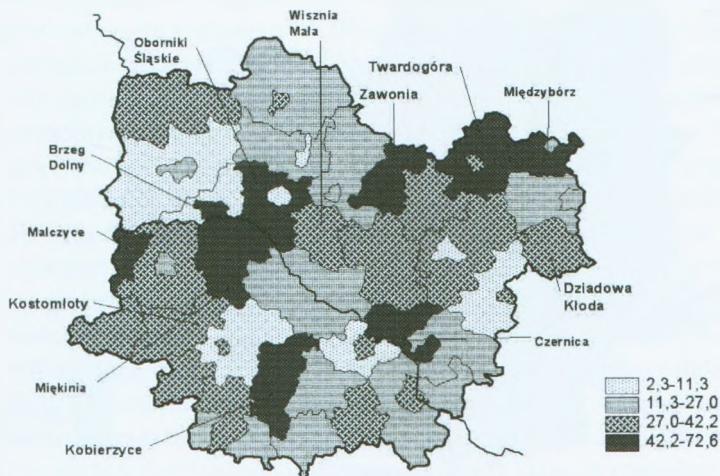 Wisznia
Mała
Oborniki
Śląskie
Twardogóra
Zawonia
Międzybórz
Brzeg
Dolny
Malczyce
Kostomłoty
Dziadowa
Kłoda
Czernica
Miękinia
Kobierzyce
2,3-11,3
11,3-27,0
27,0-42,2
42,2-72,6